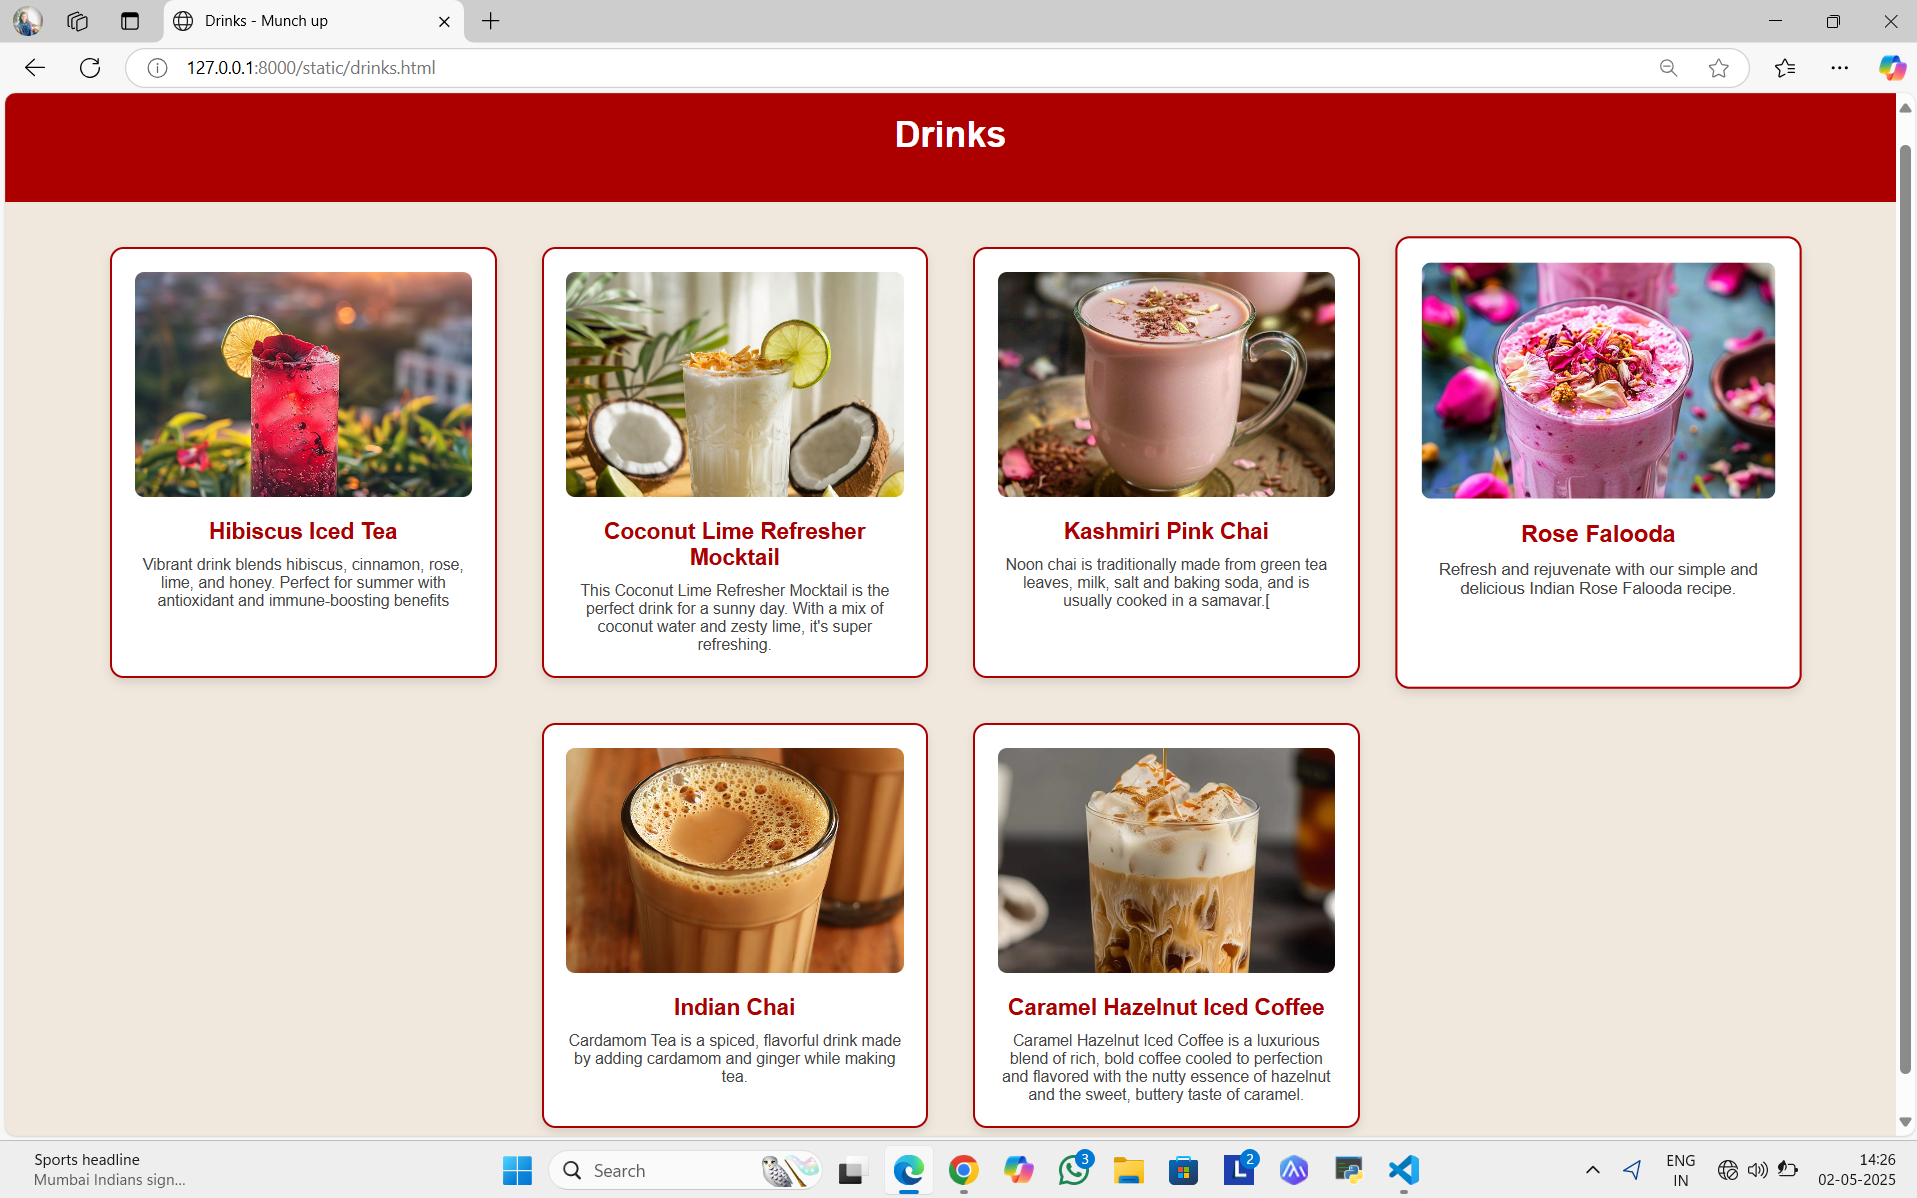 Drinks - Munch up
127.0.0.1:8000/static/drinks.html
Drinks
Hibiscus Iced Tea
Vibrant drink blends hibiscus, cinnamon, rose,
lime, and honey. Perfect for summer with
antioxidant and immune-boosting benefits
Coconut Lime Refresher
Mocktail
This Coconut Lime Refresher Mocktail is the
perfect drink for a sunny day. With a mix of
coconut water and zesty lime, it's super
refreshing.
Kashmiri Pink Chai
Noon chai is traditionally made from green tea
leaves, milk, salt and baking soda, and is
usually cooked in a samavar.[
Rose Falooda
Refresh and rejuvenate with our simple and
delicious Indian Rose Falooda recipe.
Indian Chai
Cardamom Tea is a spiced, flavorful drink made
by adding cardamom and ginger while making
tea.
Caramel Hazelnut Iced Coffee
Caramel Hazelnut Iced Coffee is a luxurious
blend of rich, bold coffee cooled to perfection
and flavored with the nutty essence of hazelnut
and the sweet, buttery taste of caramel.
Sports headline
Mumbai Indians sign...
Search
3
L
2
ENG
IN
14:26
02-05-2025